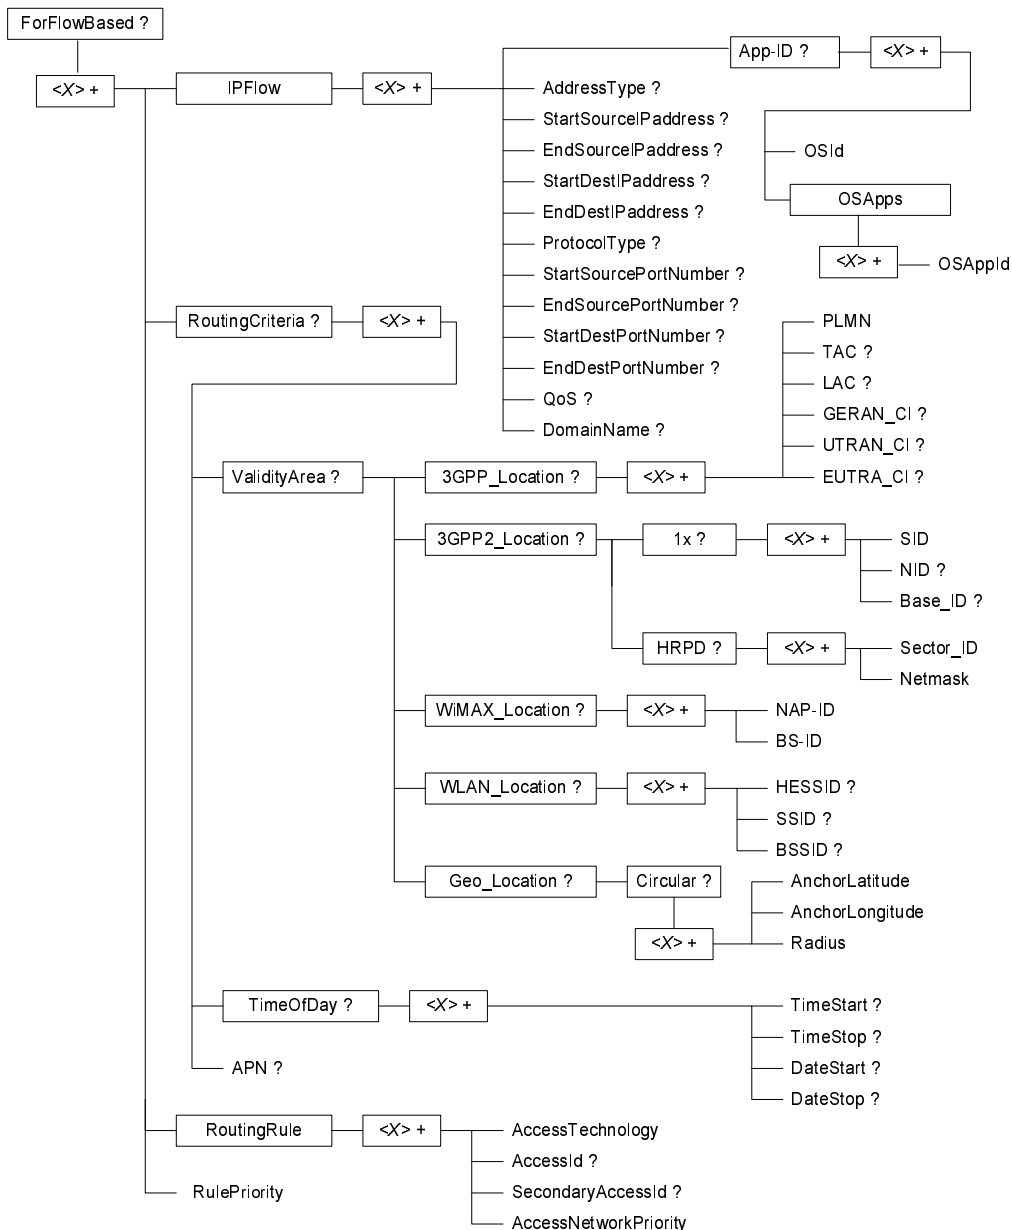 ForFlowBased ?
<X> +
IPFlow
<X> +
App-ID ?
<X> +
OSId
OSApps
<X> +
OSAppId
AddressType ?
StartSourceIPaddress ?
EndSourceIPaddress ?
StartDestIPaddress ?
EndDestIPaddress ?
ProtocolType ?
StartSourcePortNumber ?
EndSourcePortNumber ?
StartDestPortNumber ?
EndDestPortNumber ?
QoS ?
DomainName ?
RoutingCriteria ?
<X> +
ValidityArea ?
3GPP_Location ?
<X> +
PLMN
TAC ?
LAC ?
GERAN_CI ?
UTRAN_CI ?
EUTRA_CI ?
3GPP2_Location ?
1x ?
<X> +
SID
NID ?
Base_ID ?
HRPD ?
<X> +
Sector_ID
Netmask
WiMAX_Location ?
<X> +
NAP-ID
BS-ID
WLAN_Location ?
<X> +
HESSID ?
SSID ?
BSSID ?
Geo_Location ?
Circular ?
<X> +
AnchorLatitude
AnchorLongitude
Radius
TimeOfDay ?
<X> +
TimeStart ?
TimeStop ?
DateStart ?
DateStop ?
APN ?
RoutingRule
<X> +
AccessTechnology
AccessId ?
SecondaryAccessId ?
AccessNetworkPriority
RulePriority